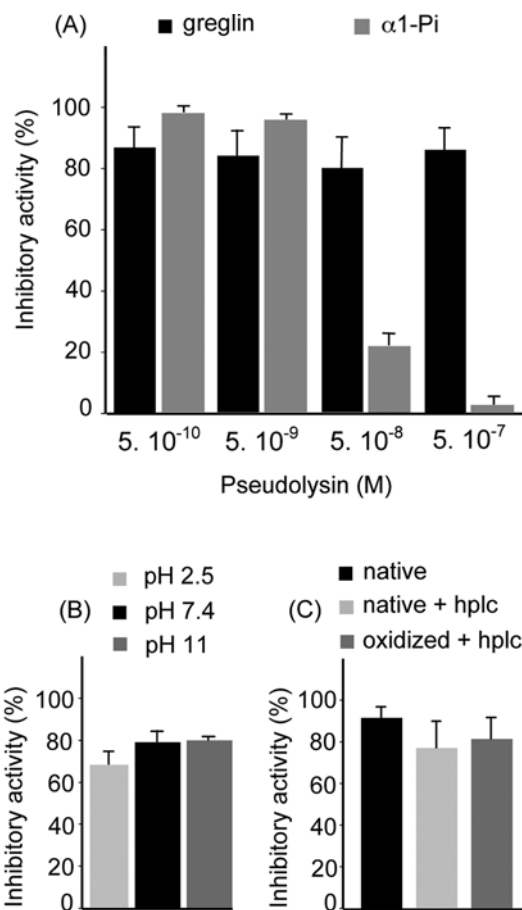 (A)
greglin
α1-Pi
Inhibitory activity (%)
100
80
60
40
20
0
5. 10⁻¹⁰ 5. 10⁻⁹ 5. 10⁻⁸ 5. 10⁻⁷
Pseudolysin (M)
(B)
pH 2.5
pH 7.4
pH 11
Inhibitory activity (%)
100
80
60
40
20
0
(C)
native
native + hplc
oxidized + hplc
Inhibitory activity (%)
100
80
60
40
20
0